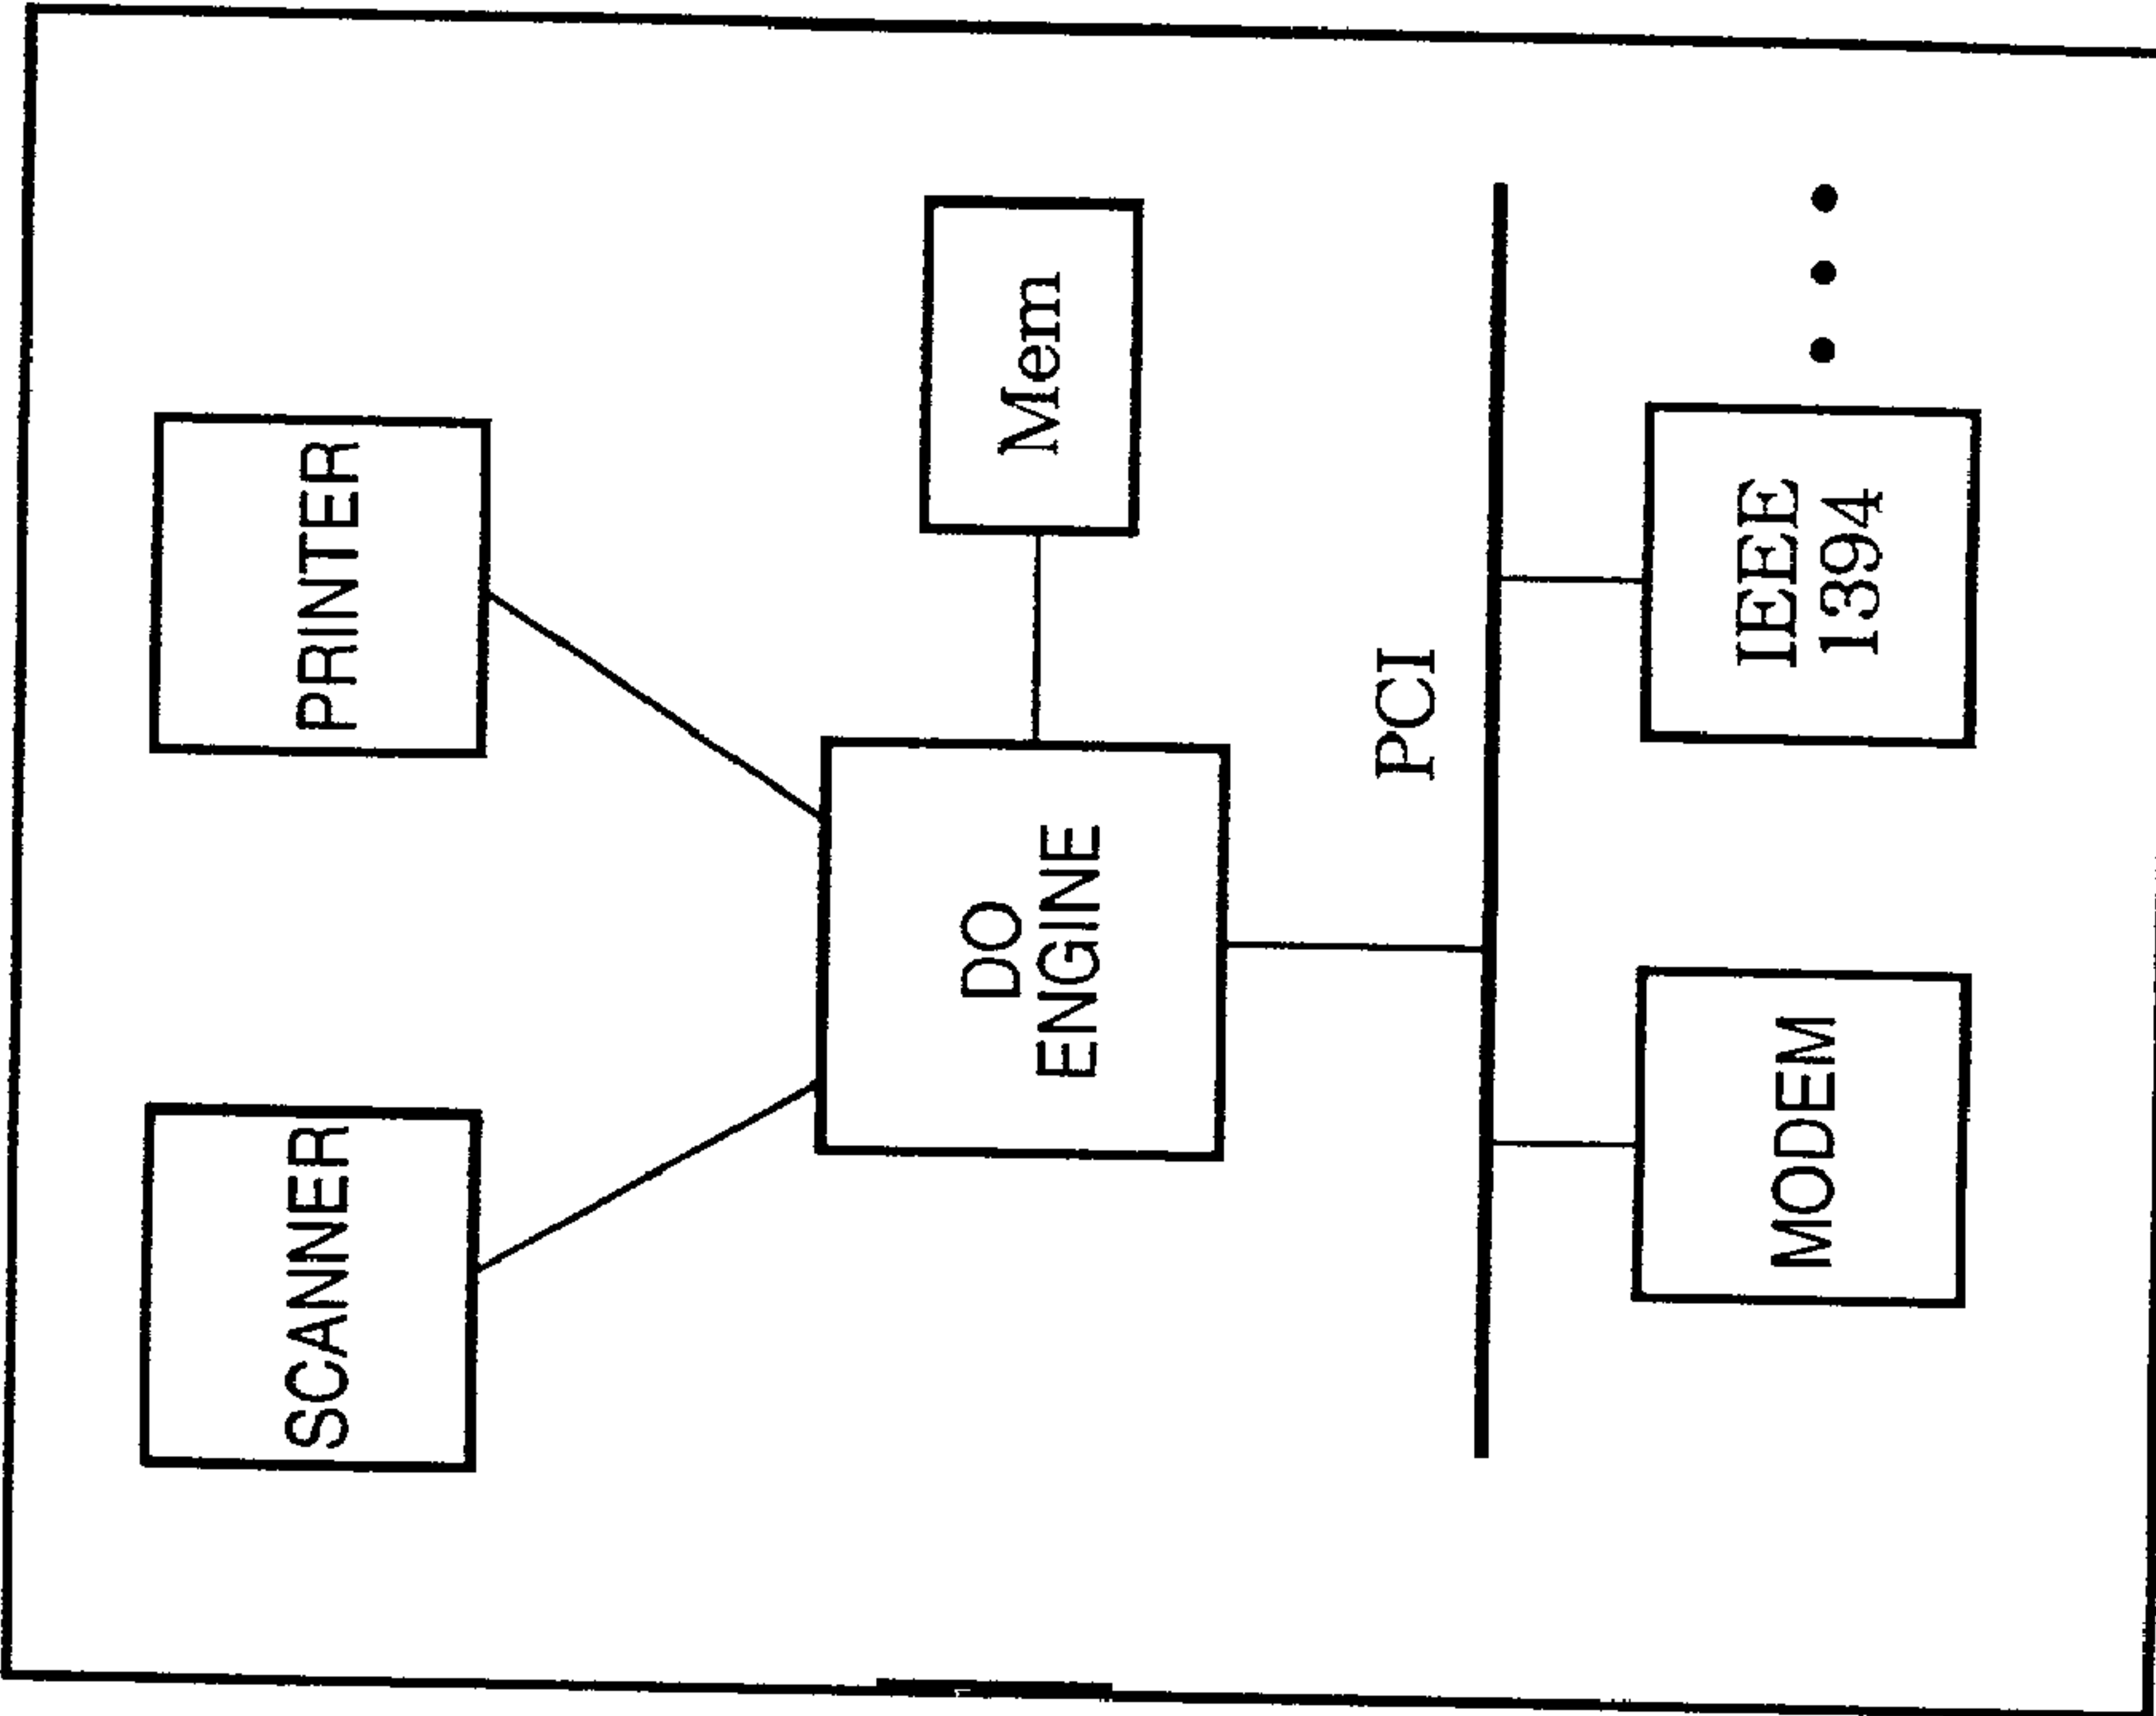 SCANNER
PRINTER
DO
ENGINE
Mem
PCI
MODEM
IEEE
1394